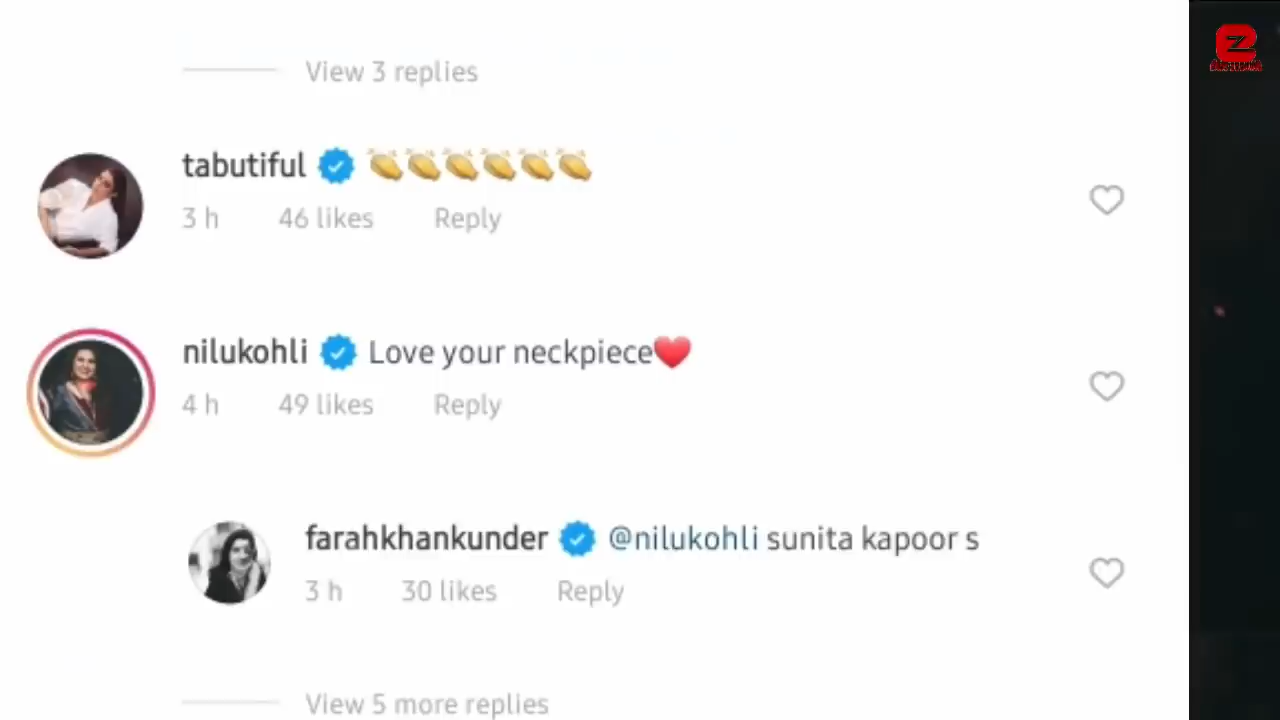 View 3 replies
tabutiful 👏👏👏👏👏👏
3 h 46 likes Reply
nilukohli Love your neckpiece❤️
4 h 49 likes Reply
farahkhankunder @nilukohli sunita kapoor s
3 h 30 likes Reply
View 5 more replies